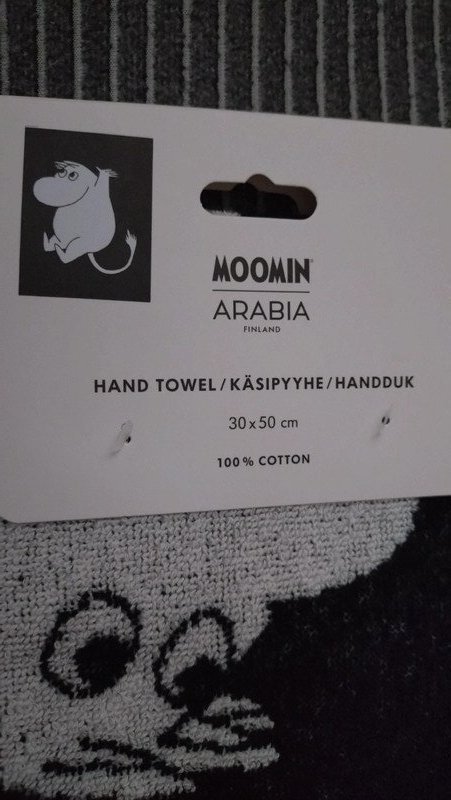 MOOMIN®
ARABIA
FINLAND
HAND TOWEL/KÄSIPYYHE/HANDDUK
30 x 50 cm
100 % COTTON